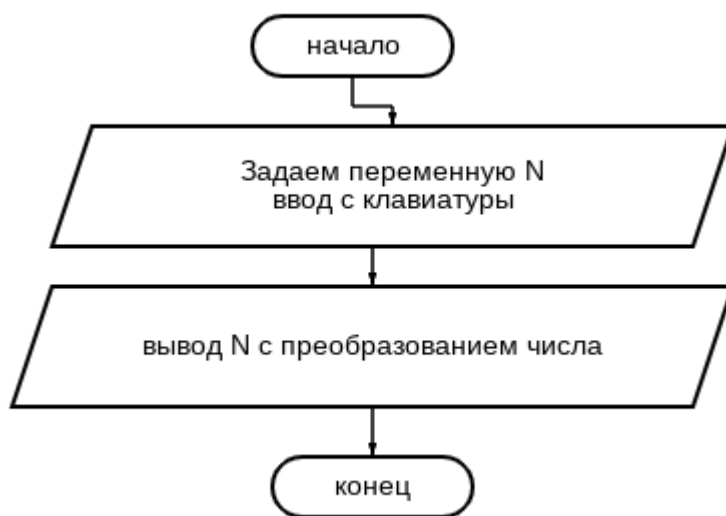 начало
Задаем переменную N
ввод с клавиатуры
вывод N с преобразованием числа
конец